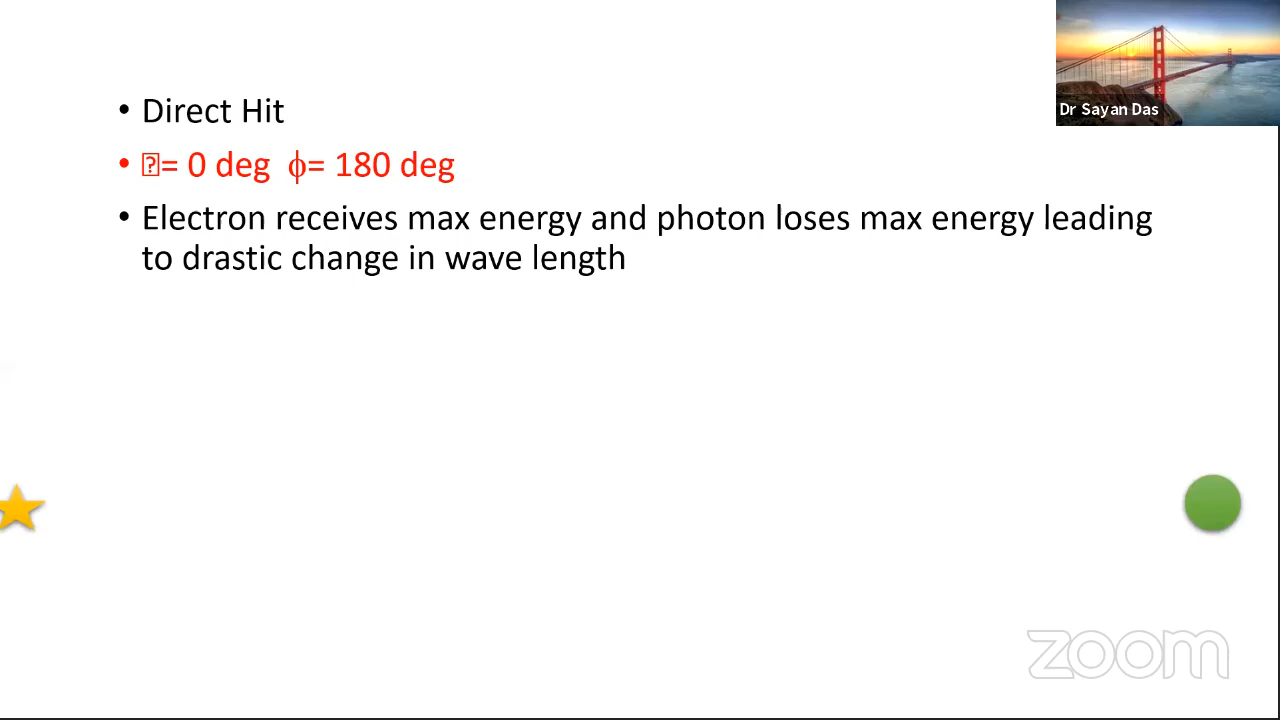 • Direct Hit
• = 0 deg ϕ= 180 deg
• Electron receives max energy and photon loses max energy leading
to drastic change in wave length
Dr Sayan Das
zoom